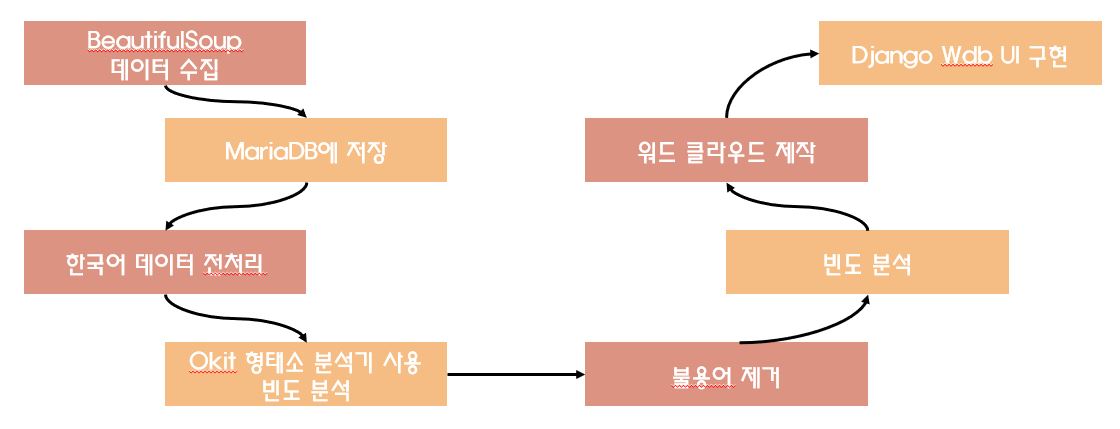 BeautifulSoup
데이터 수집
MariaDB에 저장
한국어 데이터 전처리
Okit 형태소 분석기 사용
빈도 분석
불용어 제거
빈도 분석
워드 클라우드 제작
Django Wdb UI 구현